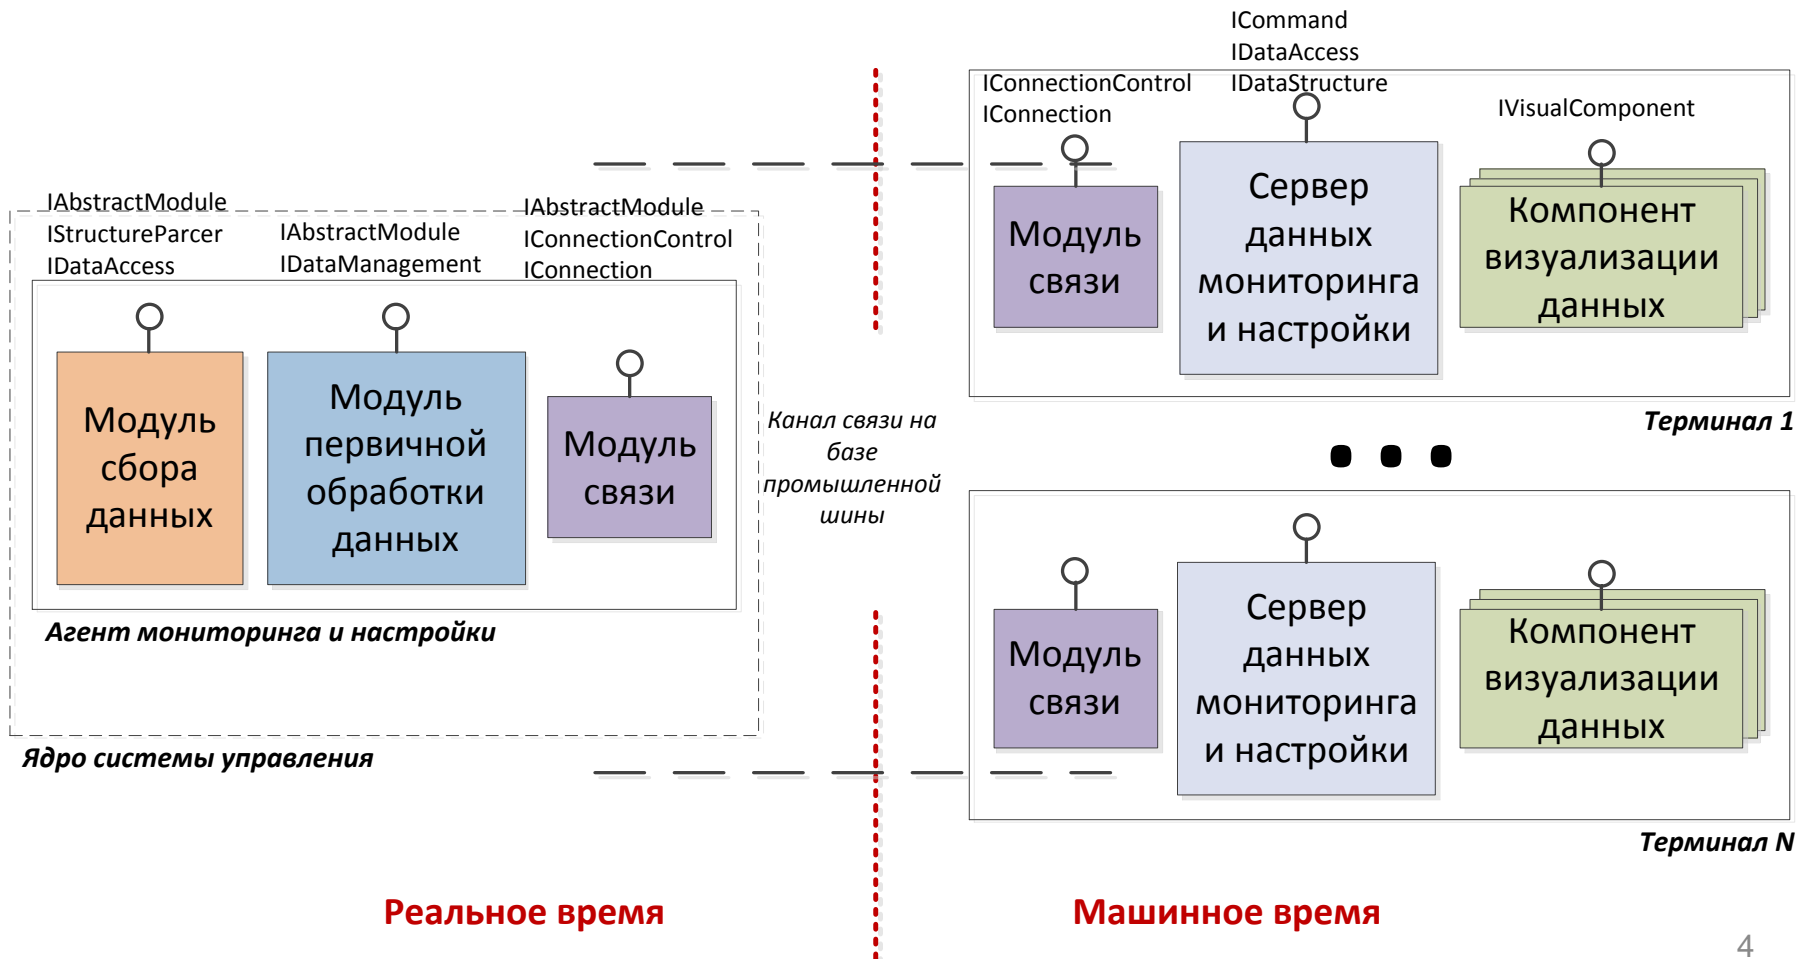 ICommand
IDataAccess
IDataStructure
IConnectionControl
IConnection
IVisualComponent
Модуль
связи
Сервер
данных
мониторинга
и настройки
Компонент
визуализации
данных
Терминал 1
IAbstractModule
IStructureParcer
IDataAccess
IAbstractModule
IDataManagement
IAbstractModule
IConnectionControl
IConnection
Модуль
сбора
данных
Модуль
первичной
обработки
данных
Модуль
связи
Агент мониторинга и настройки
Ядро системы управления
Канал связи на
базе
промышленной
шины
Модуль
связи
Сервер
данных
мониторинга
и настройки
Компонент
визуализации
данных
Терминал N
Реальное время
Машинное время
4